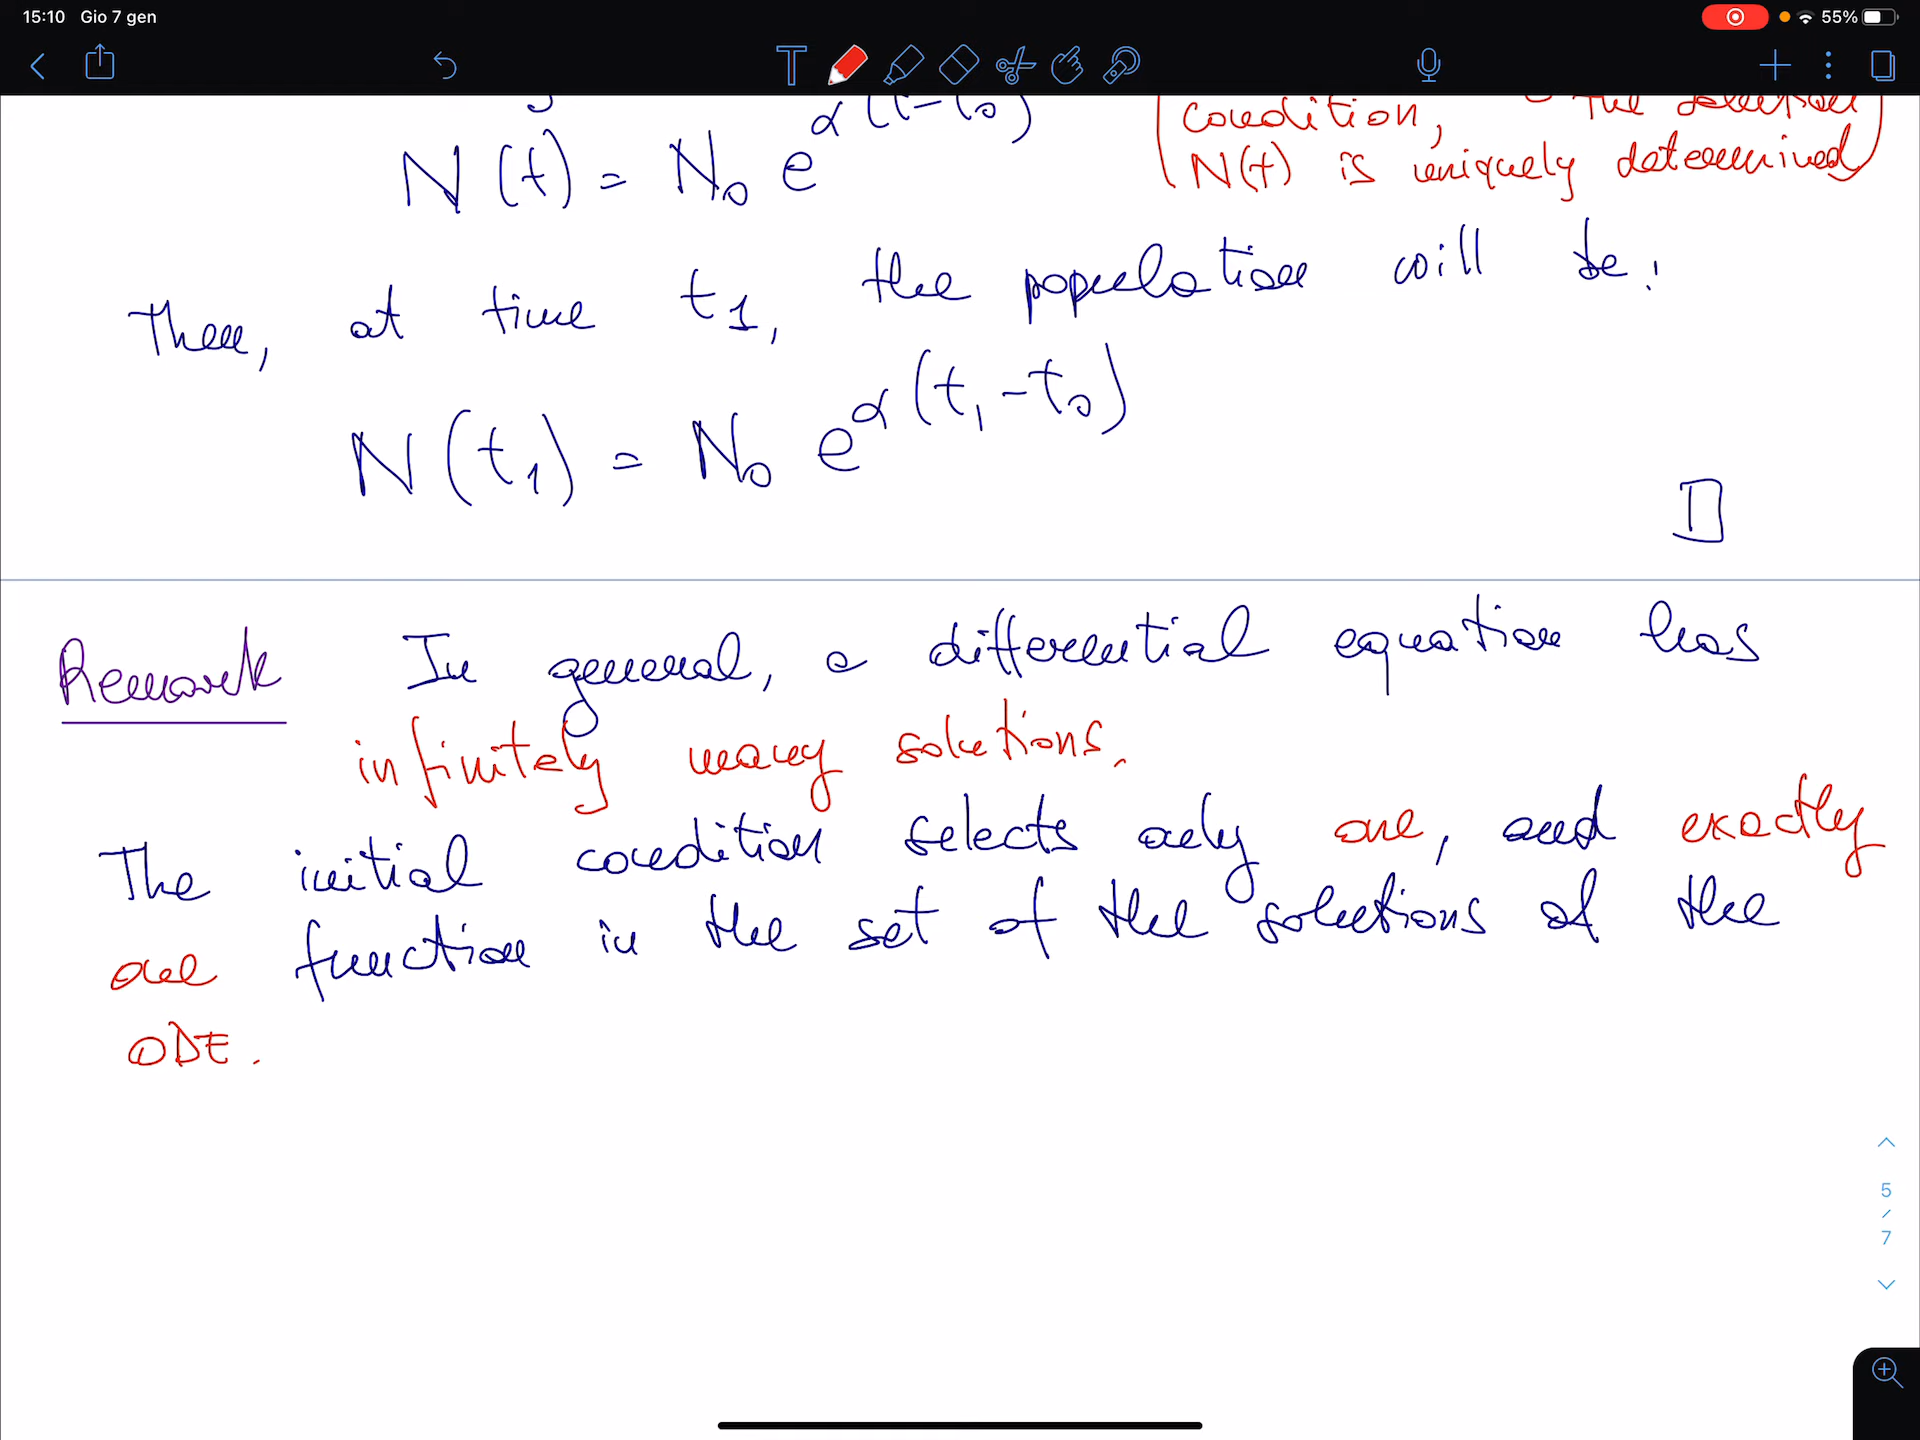 15:10 Gio 7 gen 55%
condition, the solution
N(t) = N₀ e^α(t-t₀) N(t) is uniquely determined
Then, at time t₁, the population will be:
N(t₁) = N₀ e^α(t₁-t₀)
Remark In general, a differential equation has
infinitely many solutions.
The initial condition selects only one, and exactly
one function in the set of the solutions of the
ODE.
5
/
7